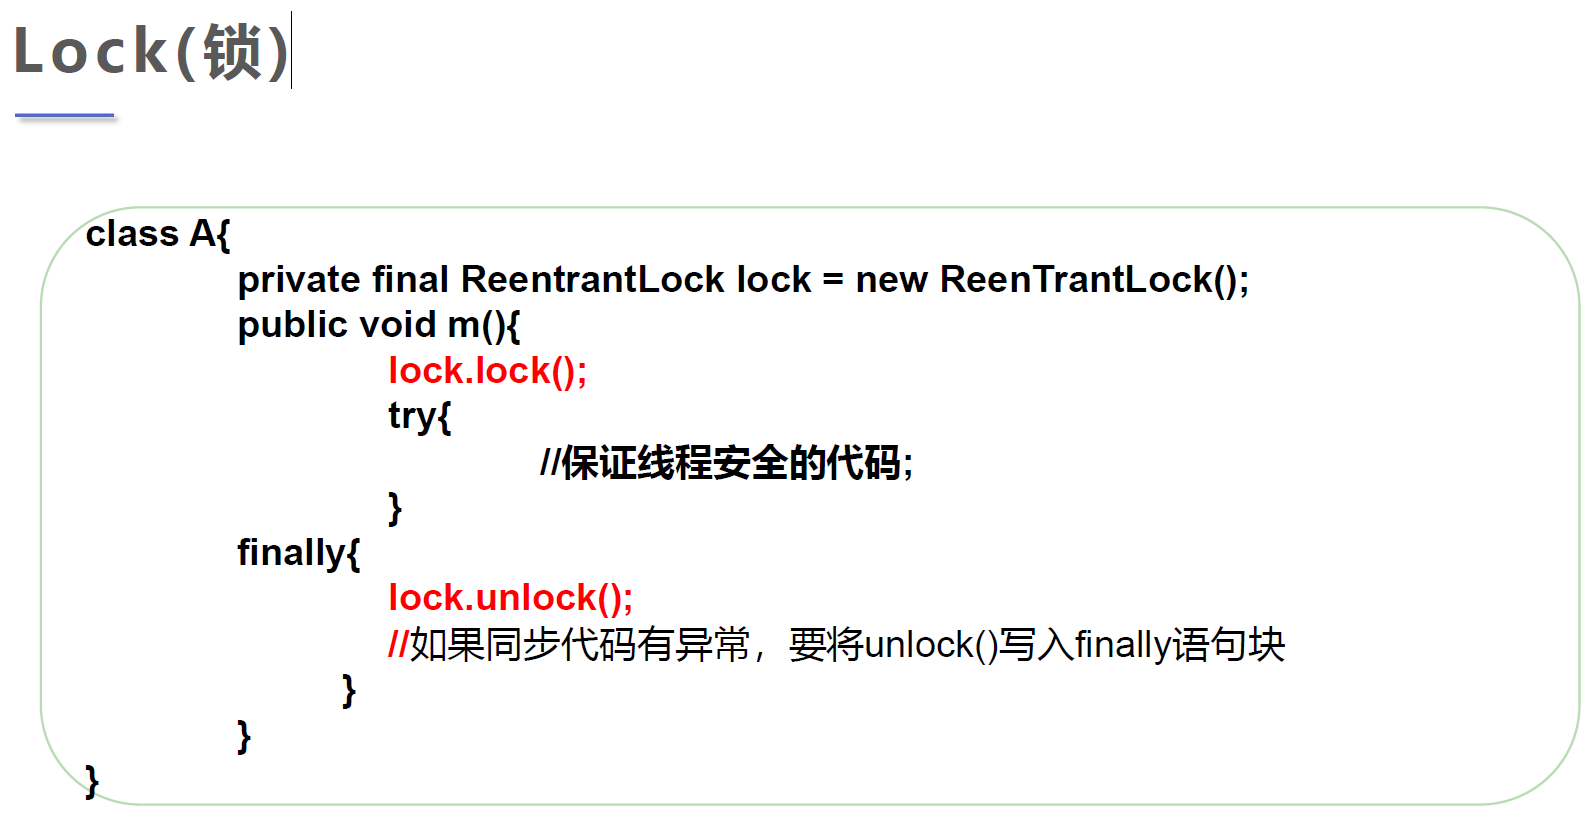 Lock(锁)
class A{
private final ReentrantLock lock = new ReenTrantLock();
public void m(){
lock.lock();
try{
//保证线程安全的代码;
}
finally{
lock.unlock();
//如果同步代码有异常，要将unlock()写入finally语句块
}
}
}